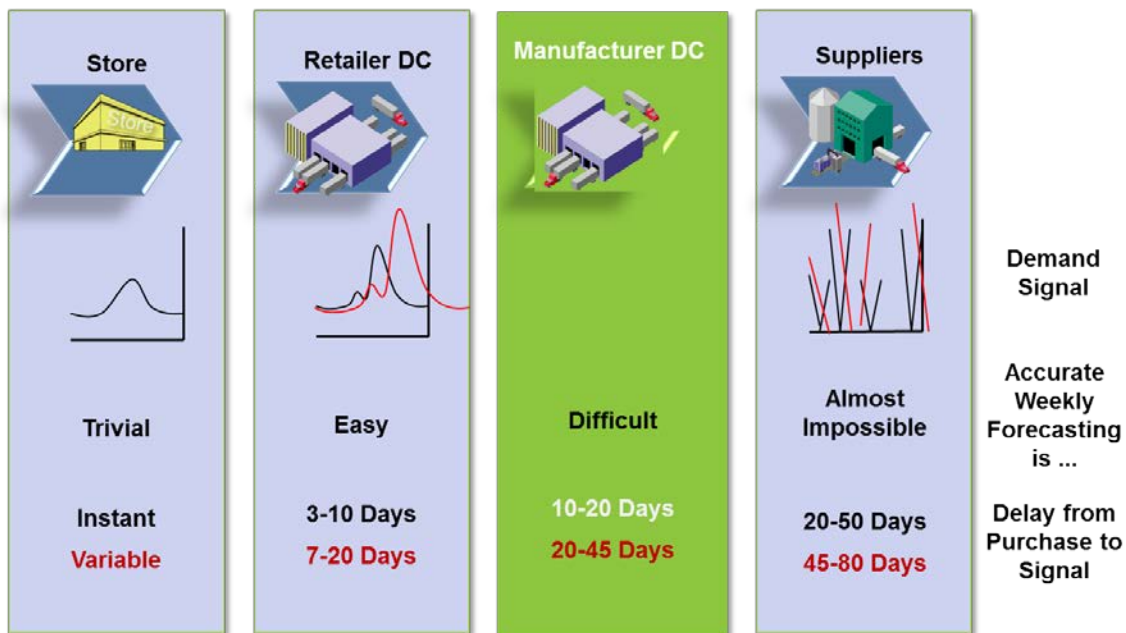 Store
Retailer DC
Manufacturer DC
Suppliers
Store
Demand
Signal
Trivial
Easy
Difficult
Almost
Impossible
Accurate
Weekly
Forecasting
is ...
Instant
Variable
3-10 Days
7-20 Days
10-20 Days
20-45 Days
20-50 Days
45-80 Days
Delay from
Purchase to
Signal